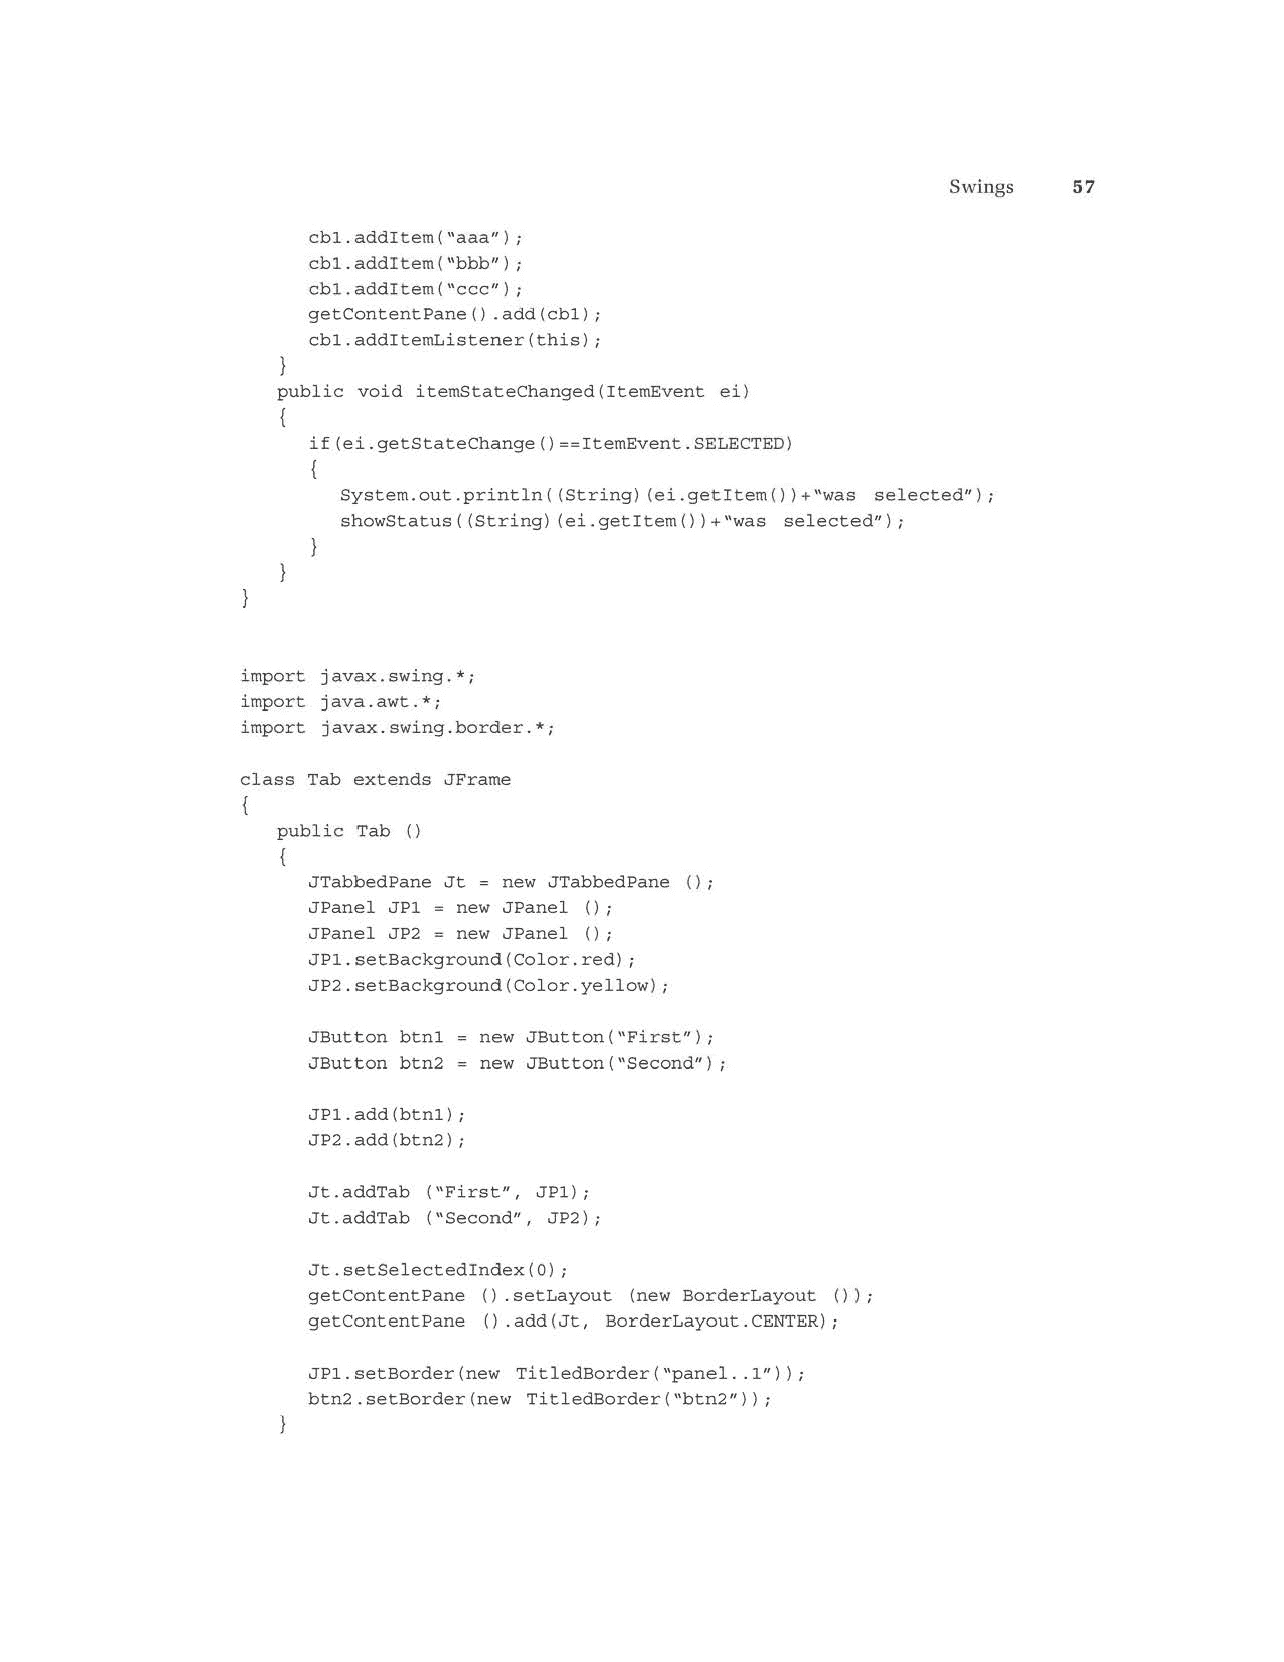 Swings 57
cb1.addItem(“aaa”);
cb1.addItem(“bbb”);
cb1.addItem(“ccc”);
getContentPane().add(cb1);
cb1.addItemListener(this);
}
public void itemStateChanged(ItemEvent ei)
{
if(ei.getStateChange()==ItemEvent.SELECTED)
{
System.out.println((String)(ei.getItem())+“was selected”);
showStatus((String)(ei.getItem())+“was selected”);
}
}
}
import javax.swing.*;
import java.awt.*;
import javax.swing.border.*;
class Tab extends JFrame
{
public Tab ()
{
JTabbedPane Jt = new JTabbedPane ();
JPanel JP1 = new JPanel ();
JPanel JP2 = new JPanel ();
JP1.setBackground(Color.red);
JP2.setBackground(Color.yellow);
JButton btn1 = new JButton(“First”);
JButton btn2 = new JButton(“Second”);
JP1.add(btn1);
JP2.add(btn2);
Jt.addTab (“First”, JP1);
Jt.addTab (“Second”, JP2);
Jt.setSelectedIndex(0);
getContentPane ().setLayout (new BorderLayout ());
getContentPane ().add(Jt, BorderLayout.CENTER);
JP1.setBorder(new TitledBorder(“panel..1”));
btn2.setBorder(new TitledBorder(“btn2”));
}